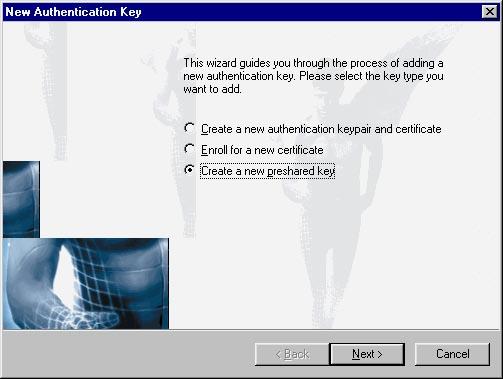 New Authentication Key
This wizard guides you through the process of adding a
new authentication key. Please select the key type you
want to add.
Create a new authentication keypair and certificate
Enroll for a new certificate
Create a new preshared key
< Back
Next >
Cancel